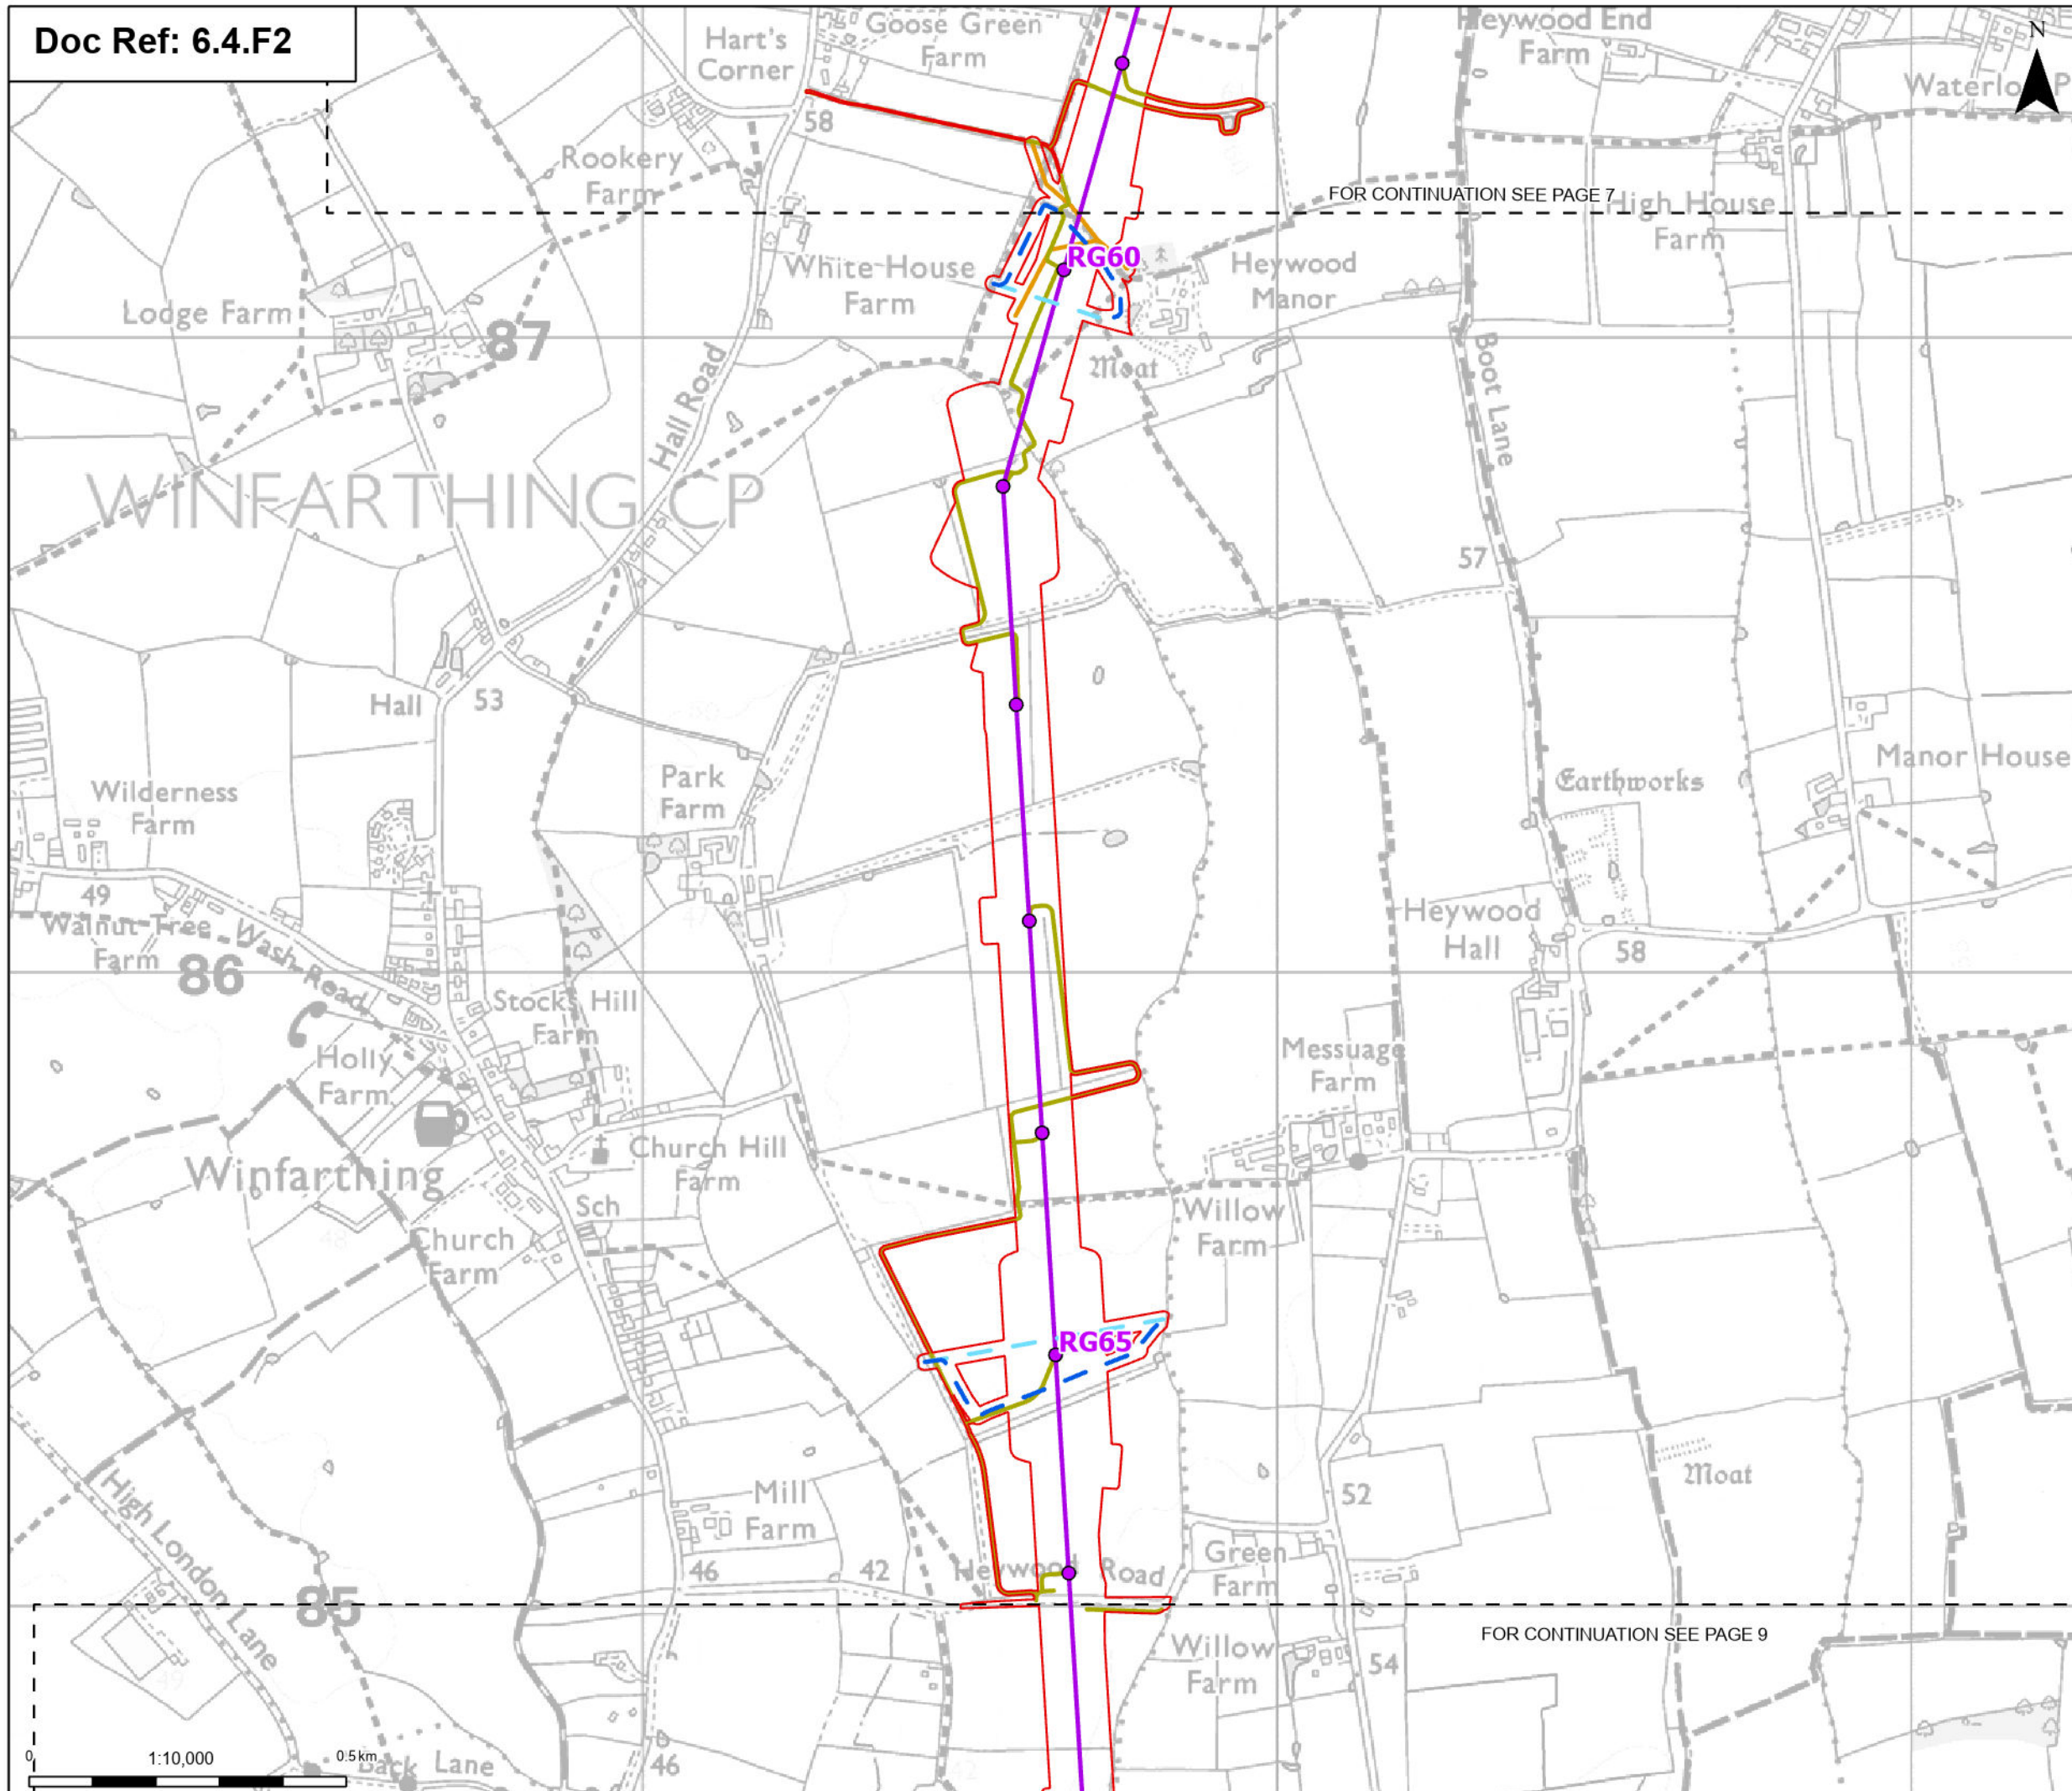 Doc Ref: 6.4.F2
Hart's
Corner
Goose Green
Farm
Heywood End
Farm
N
Waterloo
58
Rookery
Farm
FOR CONTINUATION SEE PAGE 7
High House
Farm
RG60
White House
Farm
Heywood
Manor
Lodge Farm
87
Moat
Boot Lane
Hall Road
WINFARTHING CP
57
Hall
53
Manor House
Park
Farm
Earthworks
Wilderness
Farm
49
Walnut Tree
Farm
Wash Road
86
47
Heywood
Hall
58
Stocks Hill
Farm
Holly
Farm
Messuage
Farm
Church Hill
Farm
Winfarthing
Sch
Willow
Farm
48
Church
Farm
RG65
High London Lane
Mill
Farm
Moat
52
46
42
Heywood Road
Green
Farm
85
FOR CONTINUATION SEE PAGE 9
Willow
Farm
54
49
0
1:10,000
0.5 km
Back Lane
46
42